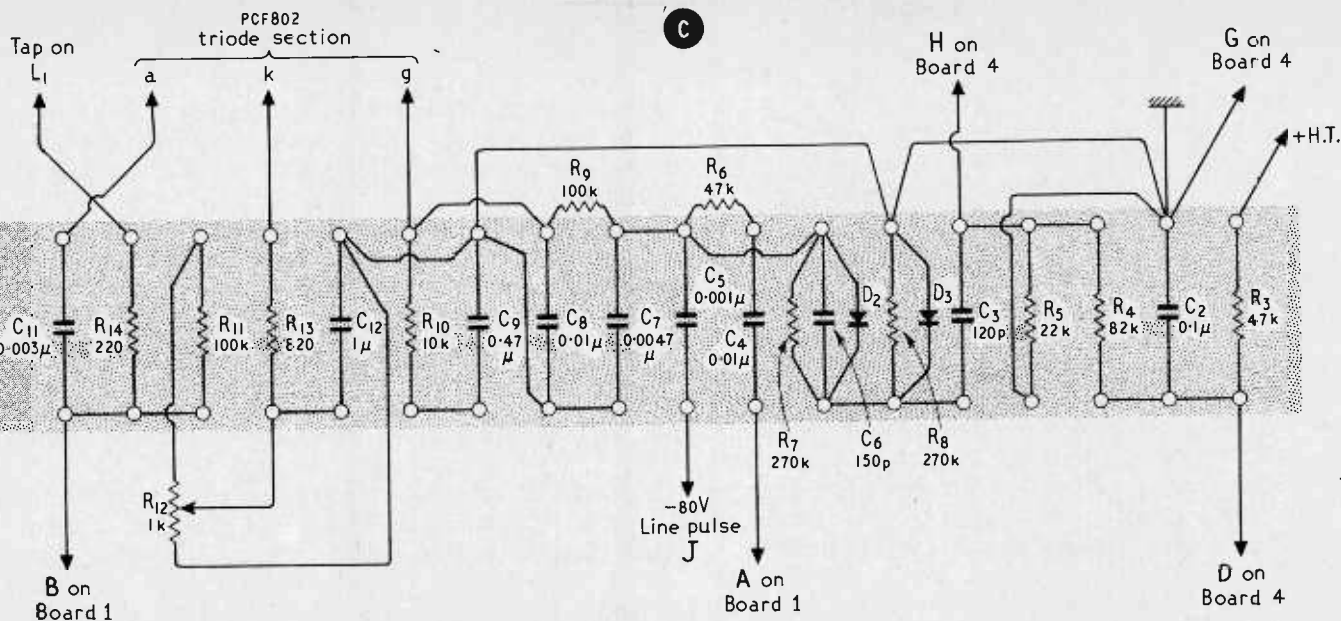 C
PCF802
triode section
Tap on
L1
a
k
g
H on
Board 4
G on
Board 4
+H.T.
R9
100k
R6
47k
C11
0.003μ
R14
220
R11
100k
R13
820
C12
1μ
R10
10k
C9
0.47
μ
C8
0.01μ
C7
0.0047
μ
C5
0.001μ
C4
0.01μ
D2
D3
C3
120p
R5
22k
R4
82k
C2
0.1μ
R3
47k
R7
270k
C6
150p
R8
270k
R12
1k
-80V
Line pulse
J
B on
Board 1
A on
Board 1
D on
Board 4